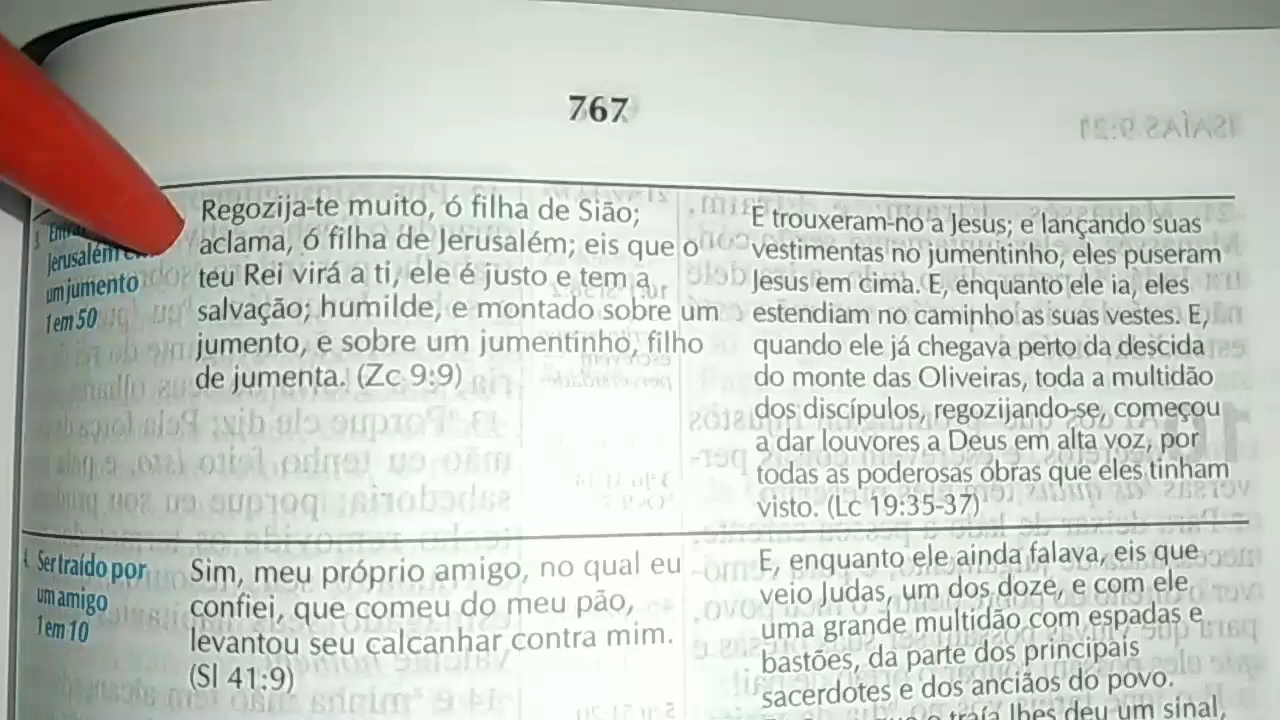 767
3. Entra
Jerusalém
um jumento
1 em 50
Regozija-te muito, ó filha de Sião;
aclama, ó filha de Jerusalém; eis que o
teu Rei virá a ti, ele é justo e tem a
salvação; humilde, e montado sobre um
jumento, e sobre um jumentinho, filho
de jumenta. (Zc 9:9)
E trouxeram-no a Jesus; e lançando suas
vestimentas no jumentinho, eles puseram
Jesus em cima. E, enquanto ele ia, eles
estendiam no caminho as suas vestes. E,
quando ele já chegava perto da descida
do monte das Oliveiras, toda a multidão
dos discípulos, regozijando-se, começou
a dar louvores a Deus em alta voz, por
todas as poderosas obras que eles tinham
visto. (Lc 19:35-37)
4. Ser traído por
um amigo
1 em 10
Sim, meu próprio amigo, no qual eu
confiei, que comeu do meu pão,
levantou seu calcanhar contra mim.
(Sl 41:9)
E, enquanto ele ainda falava, eis que
veio Judas, um dos doze, e com ele
uma grande multidão com espadas e
bastões, da parte dos principais
sacerdotes e dos anciãos do povo.
traía lhes deu um sinal,